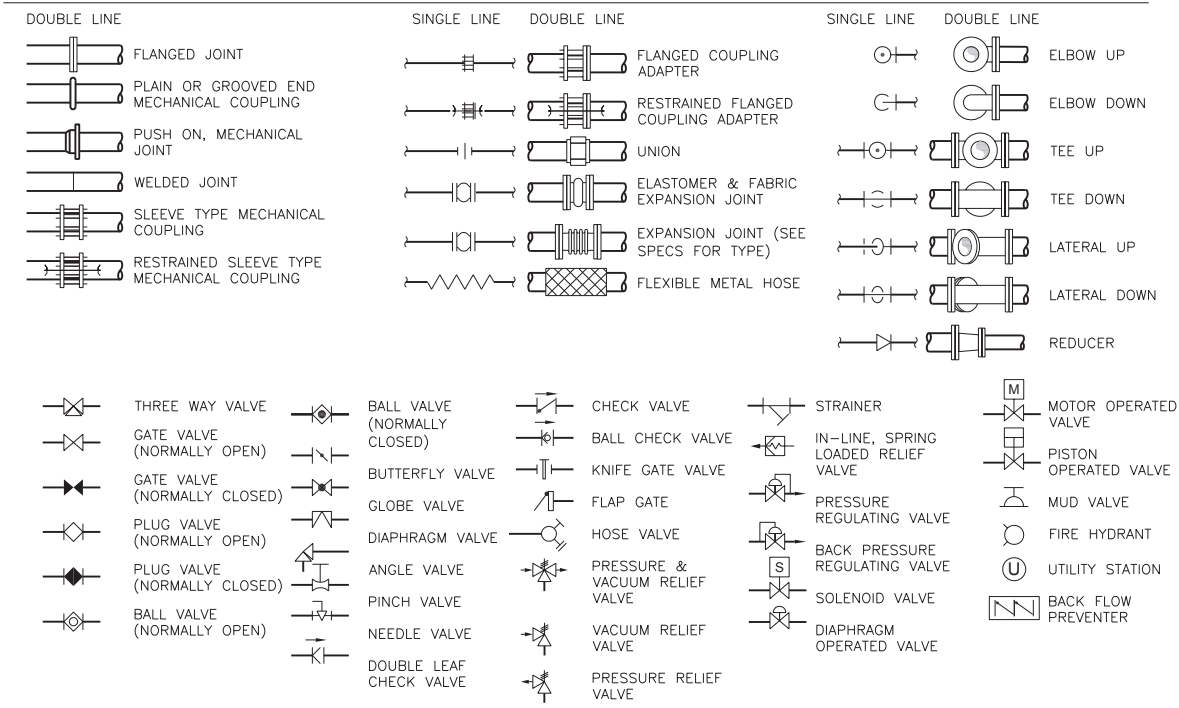 DOUBLE LINE
FLANGED JOINT
PLAIN OR GROOVED END
MECHANICAL COUPLING
PUSH ON, MECHANICAL
JOINT
WELDED JOINT
SLEEVE TYPE MECHANICAL
COUPLING
RESTRAINED SLEEVE TYPE
MECHANICAL COUPLING
SINGLE LINE DOUBLE LINE
FLANGED COUPLING
ADAPTER
RESTRAINED FLANGED
COUPLING ADAPTER
UNION
ELASTOMER & FABRIC
EXPANSION JOINT
EXPANSION JOINT (SEE
SPECS FOR TYPE)
FLEXIBLE METAL HOSE
SINGLE LINE DOUBLE LINE
ELBOW UP
ELBOW DOWN
TEE UP
TEE DOWN
LATERAL UP
LATERAL DOWN
REDUCER
THREE WAY VALVE
GATE VALVE
(NORMALLY OPEN)
GATE VALVE
(NORMALLY CLOSED)
PLUG VALVE
(NORMALLY OPEN)
PLUG VALVE
(NORMALLY CLOSED)
BALL VALVE
(NORMALLY OPEN)
BALL VALVE
(NORMALLY
CLOSED)
BUTTERFLY VALVE
GLOBE VALVE
DIAPHRAGM VALVE
ANGLE VALVE
PINCH VALVE
NEEDLE VALVE
DOUBLE LEAF
CHECK VALVE
CHECK VALVE
BALL CHECK VALVE
KNIFE GATE VALVE
FLAP GATE
HOSE VALVE
PRESSURE &
VACUUM RELIEF
VALVE
VACUUM RELIEF
VALVE
PRESSURE RELIEF
VALVE
STRAINER
IN-LINE, SPRING
LOADED RELIEF
VALVE
PRESSURE
REGULATING VALVE
BACK PRESSURE
REGULATING VALVE
S
SOLENOID VALVE
DIAPHRAGM
OPERATED VALVE
M
MOTOR OPERATED
VALVE
PISTON
OPERATED VALVE
MUD VALVE
FIRE HYDRANT
U
UTILITY STATION
BACK FLOW
PREVENTER